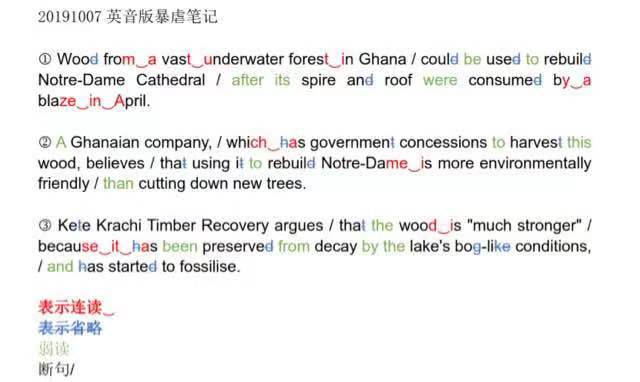 20191007 英音版暴虐笔记
① Wood from‿a vast‿underwater forest‿in Ghana / could be used to rebuild
Notre-Dame Cathedral / after its spire and roof were consumed by‿a
blaze‿in‿April.
② A Ghanaian company, / which‿has government concessions to harvest this
wood, believes / that using it to rebuild Notre-Dame‿is more environmentally
friendly / than cutting down new trees.
③ Kete Krachi Timber Recovery argues / that the wood‿is "much stronger" /
because‿it‿has been preserved from decay by the lake's bog-like conditions,
/ and has started to fossilise.
表示连读‿
表示省略
弱读
断句/